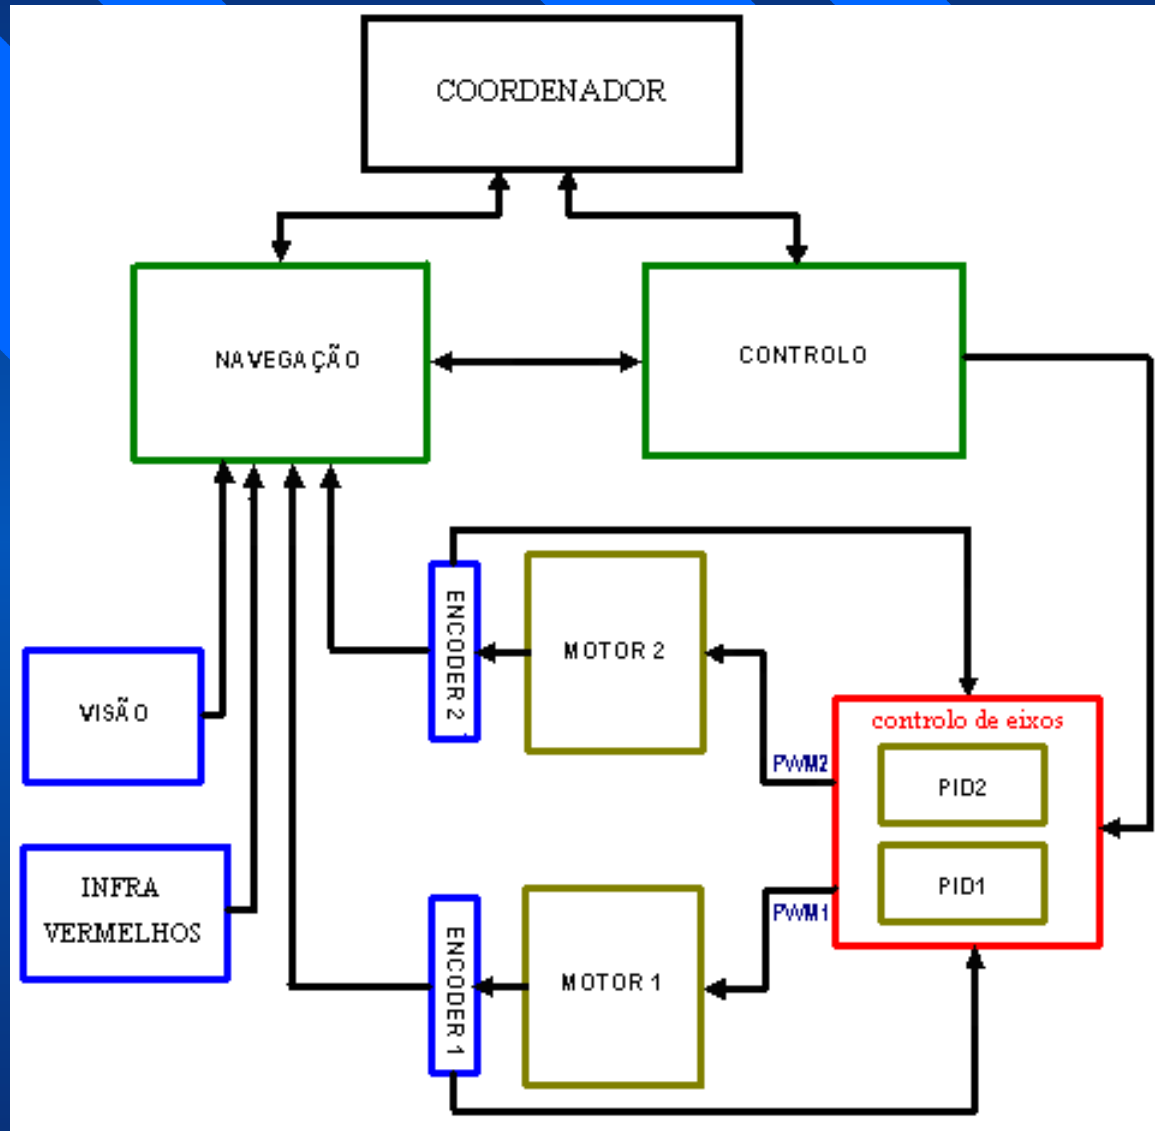 COORDENADOR
NAVEGAÇÃO
CONTROLO
ENCODER 2
MOTOR 2
VISÃO
controlo de eixos
PWM2
PID2
INFRA
VERMELHOS
PID1
PWM1
ENCODER 1
MOTOR 1